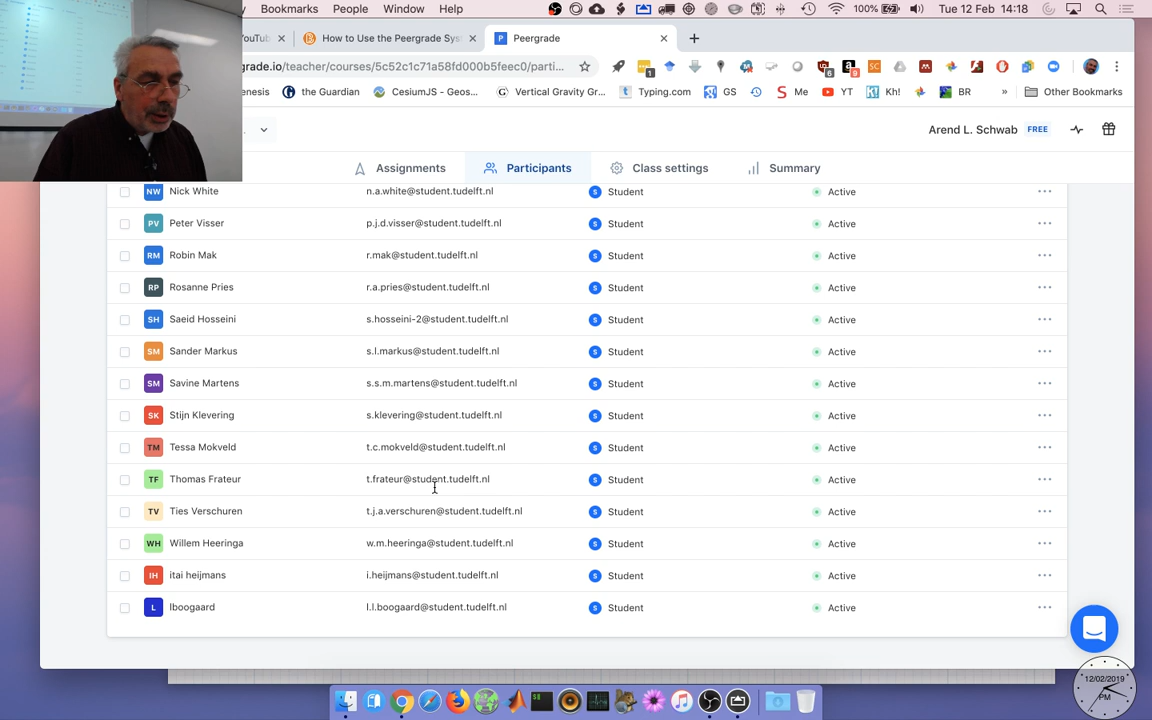 Bookmarks People Window Help 100% Tue 12 Feb 14:18
YouTub How to Use the Peergrade Sys Peergrade
grade.io/teacher/courses/5c52c1c71a58fd000b5feec0/parti...
enesis the Guardian CesiumJS - Geos... Vertical Gravity Gr... Typing.com GS Me YT Kh! BR » Other Bookmarks
Arend L. Schwab FREE
Assignments Participants Class settings Summary
NW Nick White n.a.white@student.tudelft.nl S Student Active
PV Peter Visser p.j.d.visser@student.tudelft.nl S Student Active
RM Robin Mak r.mak@student.tudelft.nl S Student Active
RP Rosanne Pries r.a.pries@student.tudelft.nl S Student Active
SH Saeid Hosseini s.hosseini-2@student.tudelft.nl S Student Active
SM Sander Markus s.l.markus@student.tudelft.nl S Student Active
SM Savine Martens s.s.m.martens@student.tudelft.nl S Student Active
SK Stijn Klevering s.klevering@student.tudelft.nl S Student Active
TM Tessa Mokveld t.c.mokveld@student.tudelft.nl S Student Active
TF Thomas Frateur t.frateur@student.tudelft.nl S Student Active
TV Ties Verschuren t.j.a.verschuren@student.tudelft.nl S Student Active
WH Willem Heeringa w.m.heeringa@student.tudelft.nl S Student Active
IH itai heijmans i.heijmans@student.tudelft.nl S Student Active
L lboogaard l.l.boogaard@student.tudelft.nl S Student Active
12/02/2019
PM